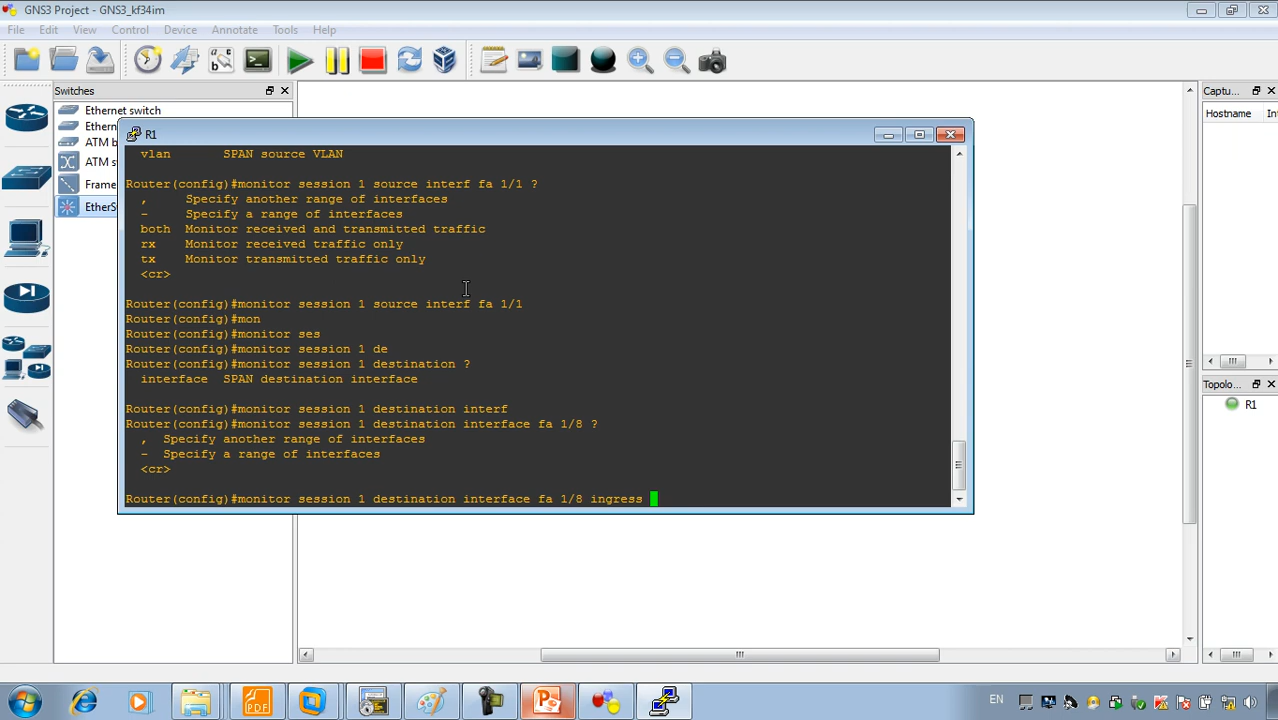 GNS3 Project - GNS3_kf34im
File Edit View Control Device Annotate Tools Help
Switches
Captu...
Ethernet switch
Hostname In
Ethern
ATM b
ATM s
Frame
EtherS
R1
vlan SPAN source VLAN
Router(config)#monitor session 1 source interf fa 1/1 ?
, Specify another range of interfaces
- Specify a range of interfaces
both Monitor received and transmitted traffic
rx Monitor received traffic only
tx Monitor transmitted traffic only
<cr>
Router(config)#monitor session 1 source interf fa 1/1
Router(config)#mon
Router(config)#monitor ses
Router(config)#monitor session 1 de
Router(config)#monitor session 1 destination ?
interface SPAN destination interface
Router(config)#monitor session 1 destination interf
Router(config)#monitor session 1 destination interface fa 1/8 ?
, Specify another range of interfaces
- Specify a range of interfaces
<cr>
Router(config)#monitor session 1 destination interface fa 1/8 ingress
Topolo...
R1
PDF
EN